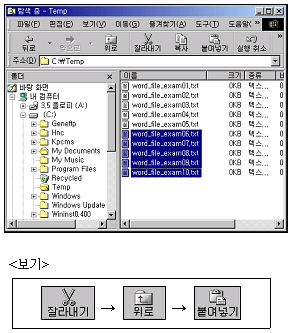 탐색 중 - Temp
파일(F) 편집(E) 보기(V) 이동(G) 즐겨찾기(A) 도구(T) 도움말(
뒤로 앞으로 위로 잘라내기 복사 붙여넣기 실행 취소
주소(D) C:\Temp
폴더
이름 크기 종류
바탕 화면
내 컴퓨터
3.5 플로피 (A:)
(C:)
Geneftp
Hnc
Kpcms
My Documents
My Music
Program Files
Recycled
Temp
Windows
Windows Update
Wininst0.400
word_file_exam01.txt 0KB 텍스...
word_file_exam02.txt 0KB 텍스...
word_file_exam03.txt 0KB 텍스...
word_file_exam04.txt 0KB 텍스...
word_file_exam05.txt 0KB 텍스...
word_file_exam06.txt 0KB 텍스...
word_file_exam07.txt 0KB 텍스...
word_file_exam08.txt 0KB 텍스...
word_file_exam09.txt 0KB 텍스...
word_file_exam10.txt 0KB 텍스...
<보기>
잘라내기 → 위로 → 붙여넣기